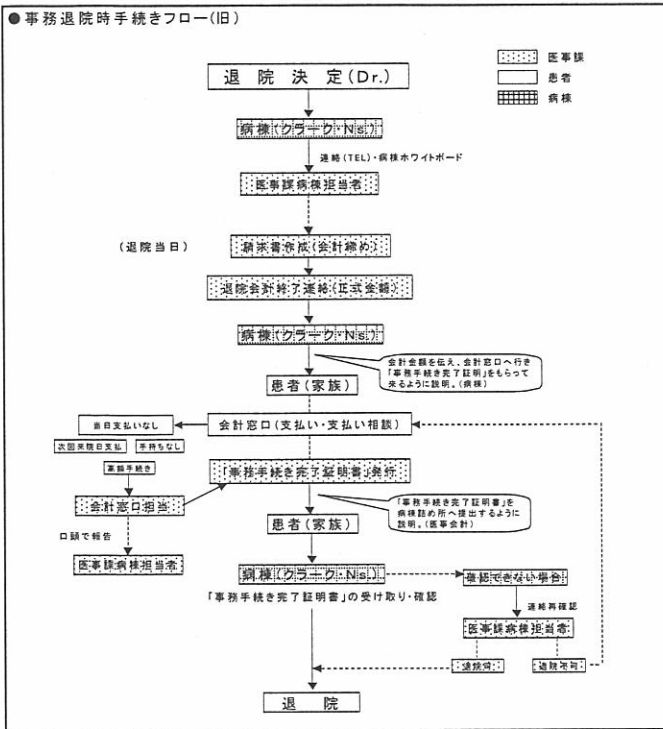 ●事務退院時手続きフロー(旧)
医事課
患者
病棟
退院決定(Dr.)
病棟(クラーク・Ns.)
連絡(TEL)・病棟ホワイトボード
医事課病棟担当者
(退院当日)
請求書作成(会計締め)
退院会計終了連絡(正式金額)
病棟(クラーク・Ns.)
会計金額を伝え、会計窓口へ行き
「事務手続き完了証明」をもらって
来るように説明。(病棟)
患者(家族)
当日支払いなし
会計窓口(支払い・支払い相談)
次回来院日支払
手持ちなし
高額手続き
「事務手続き完了証明書」発行
会計窓口担当
「事務手続き完了証明書」を
病棟詰め所へ提出するように
説明。(医事会計)
患者(家族)
口頭で報告
医事課病棟担当者
病棟(クラーク・Ns.)
確認できない場合
「事務手続き完了証明書」の受け取り・確認
連絡再確認
医事課病棟担当者
退院可
退院不可
退院